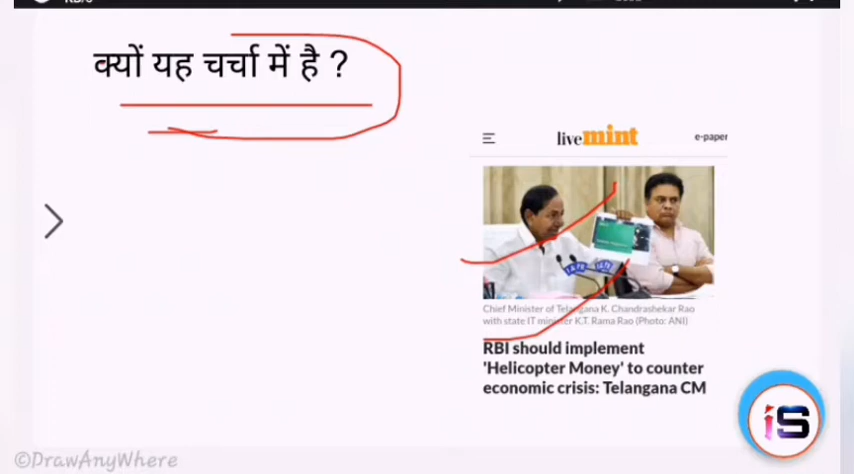 क्यों यह चर्चा में है ?
livemint
e-paper
Chief Minister of Telangana K. Chandrashekar Rao
with state IT minister K.T. Rama Rao (Photo: ANI)
RBI should implement
'Helicopter Money' to counter
economic crisis: Telangana CM
iS
©DrawAnyWhere